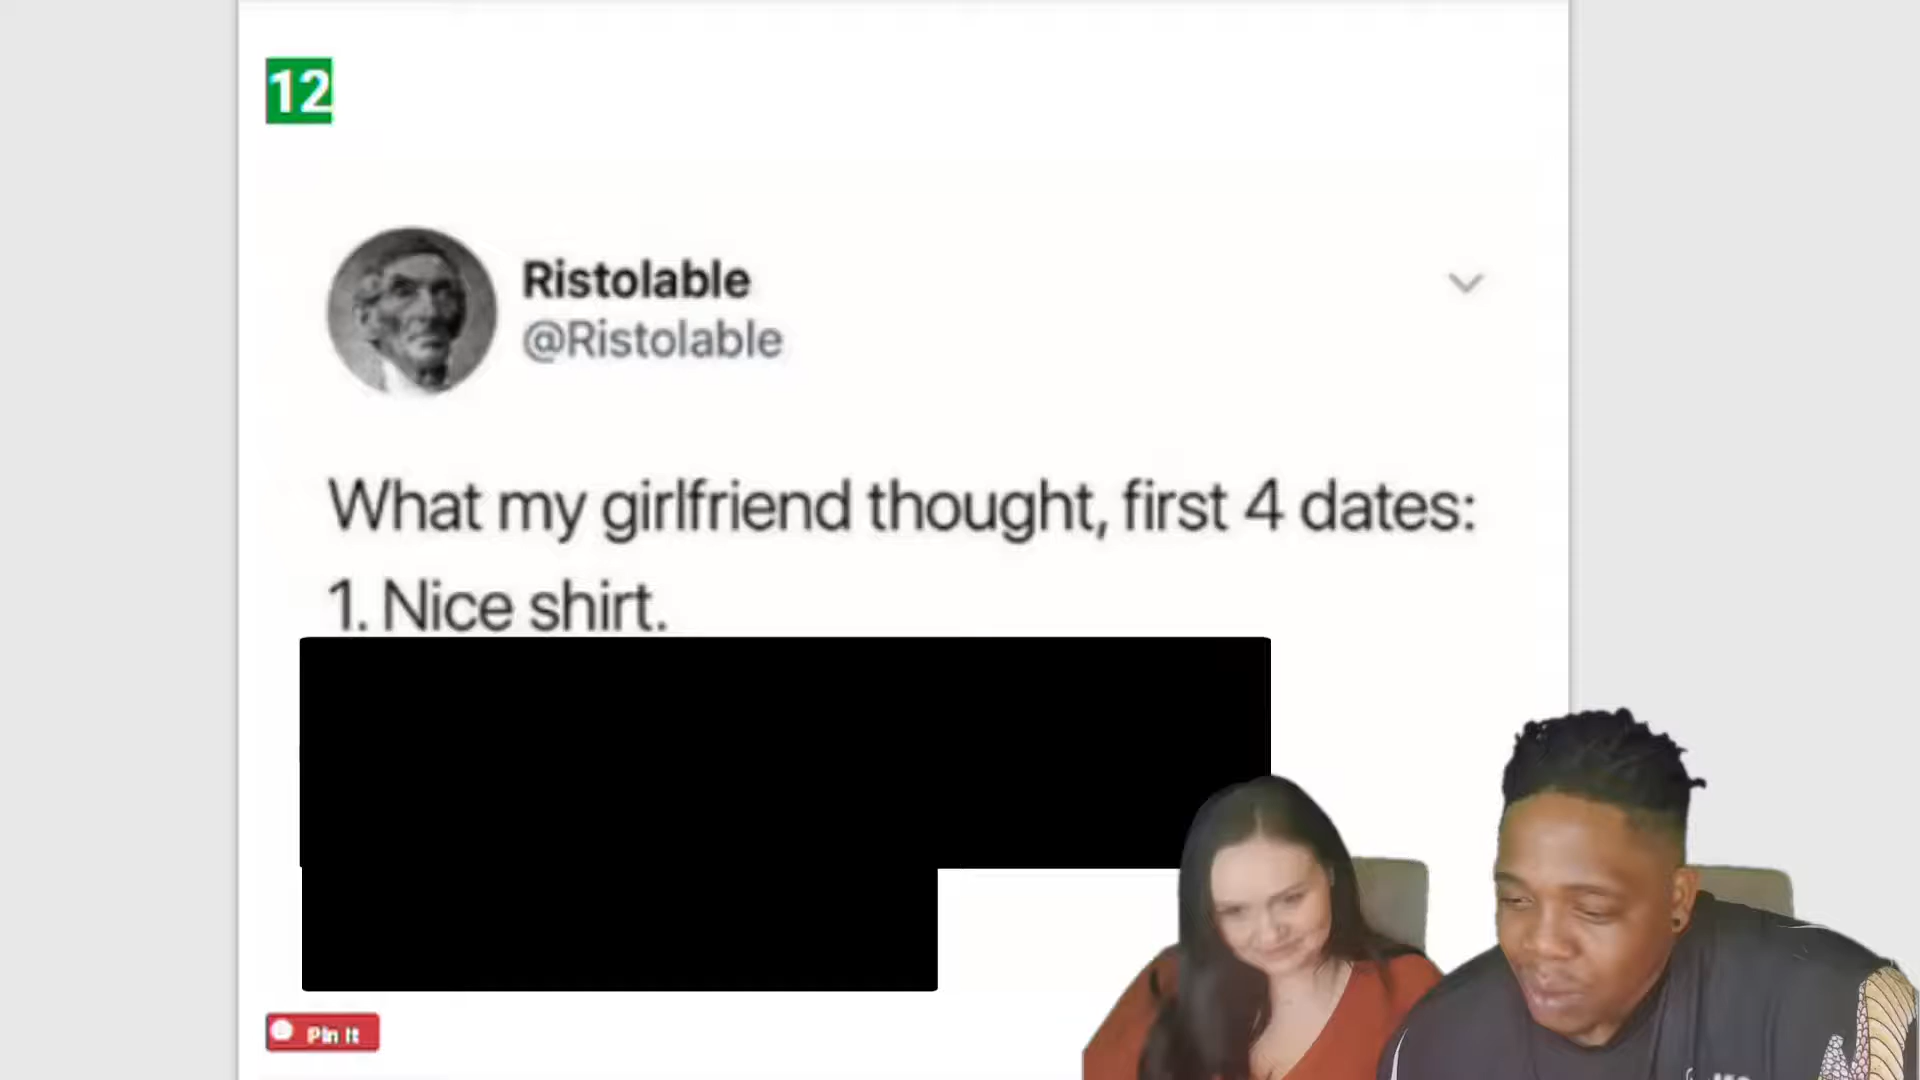 12
Ristolable
@Ristolable
What my girlfriend thought, first 4 dates:
1. Nice shirt.
Pin It